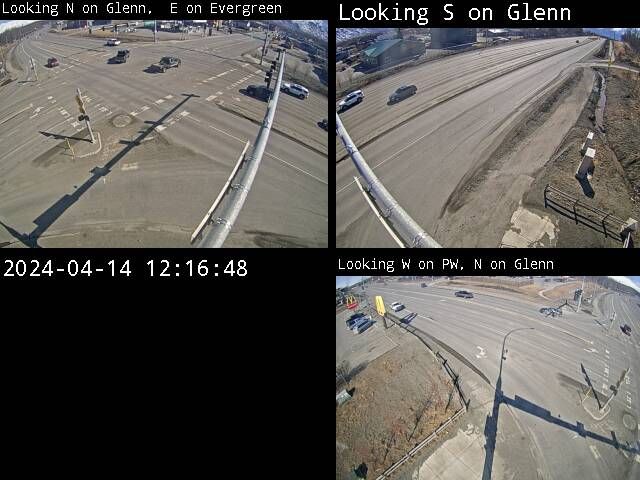 Looking N on Glenn,  E on Evergreen
Looking S on Glenn
2024-04-14 12:16:48
Looking W on PW, N on Glenn